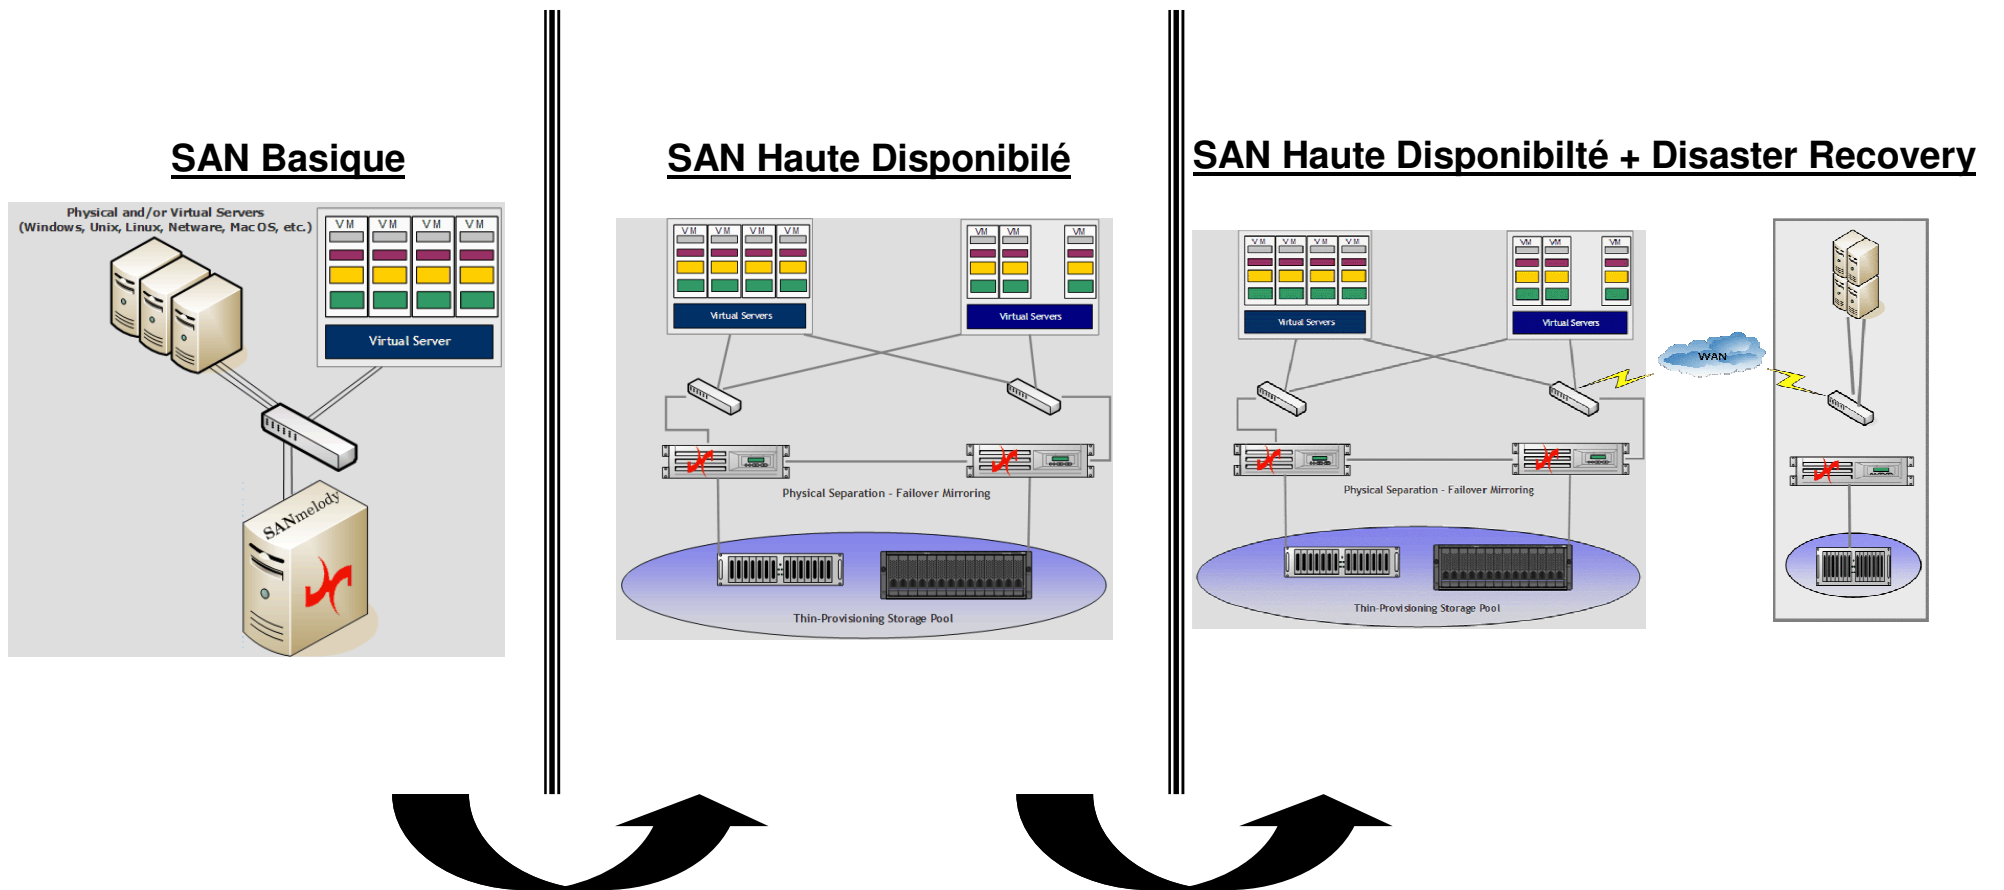 SAN Basique
Physical and/or Virtual Servers
(Windows, Unix, Linux, Netware, MacOS, etc.)
VM VM VM VM
Virtual Server
SANmelody
SAN Haute Disponibilé
VM VM VM VM
Virtual Servers
VM VM VM
Virtual Servers
Physical Separation - Failover Mirroring
Thin-Provisioning Storage Pool
SAN Haute Disponibilté + Disaster Recovery
VM VM VM VM
Virtual Servers
VM VM VM
Virtual Servers
WAN
Physical Separation - Failover Mirroring
Thin-Provisioning Storage Pool